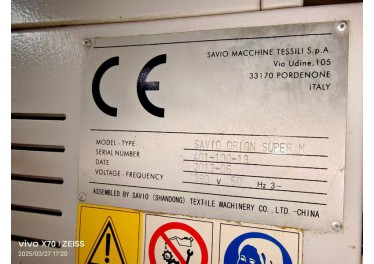 CE
SAVIO MACCHINE TESSILI S.p.A.
Via Udine, 105
33170 PORDENONE
ITALY
MODEL - TYPE SAVIO ORION SUPER M
SERIAL NUMBER
DATE
VOLTAGE - FREQUENCY V Hz 3~
ASSEMBLED BY SAVIO (SHANDONG) TEXTILE MACHINERY CO., LTD. -CHINA
vivo X70 | ZEISS
2025/03/27 17:20